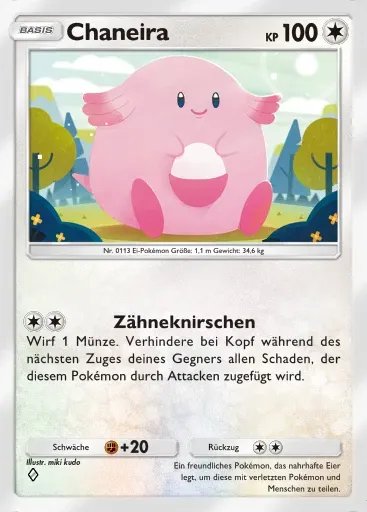 BASIS Chaneira KP 100
Nr. 0113 Ei-Pokémon Größe: 1,1 m Gewicht: 34,6 kg
Zähneknirschen
Wirf 1 Münze. Verhindere bei Kopf während des
nächsten Zuges deines Gegners allen Schaden, der
diesem Pokémon durch Attacken zugefügt wird.
Schwäche +20 Rückzug
Illustr. miki kudo
Ein freundliches Pokémon, das nahrhafte Eier
legt, um diese mit verletzten Pokémon und
Menschen zu teilen.